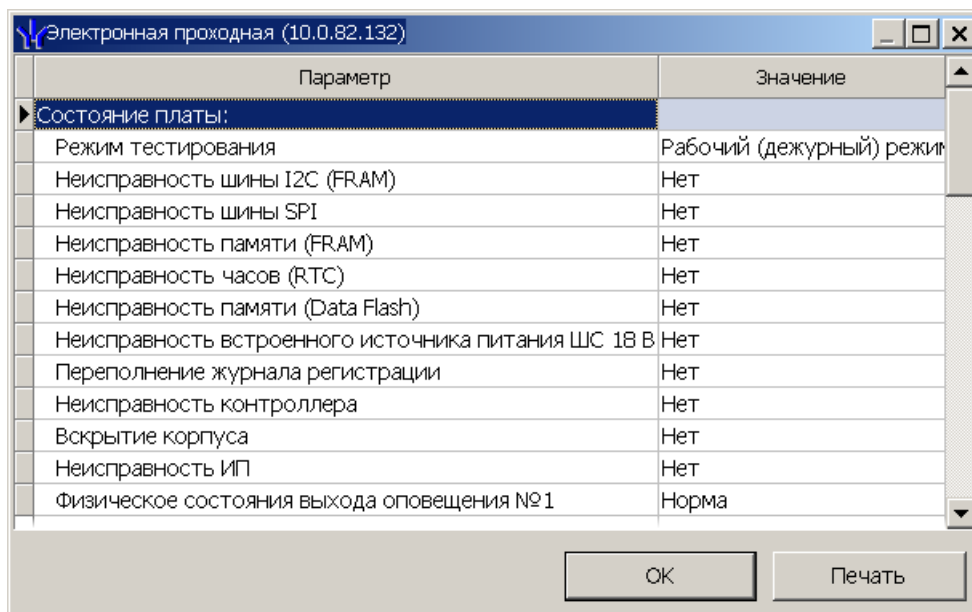 Электронная проходная (10.0.82.132)
Параметр Значение
Состояние платы:
Режим тестирования Рабочий (дежурный) режим
Неисправность шины I2C (FRAM) Нет
Неисправность шины SPI Нет
Неисправность памяти (FRAM) Нет
Неисправность часов (RTC) Нет
Неисправность памяти (Data Flash) Нет
Неисправность встроенного источника питания ШС 18 В Нет
Переполнение журнала регистрации Нет
Неисправность контроллера Нет
Вскрытие корпуса Нет
Неисправность ИП Нет
Физическое состояния выхода оповещения №1 Норма
OK Печать